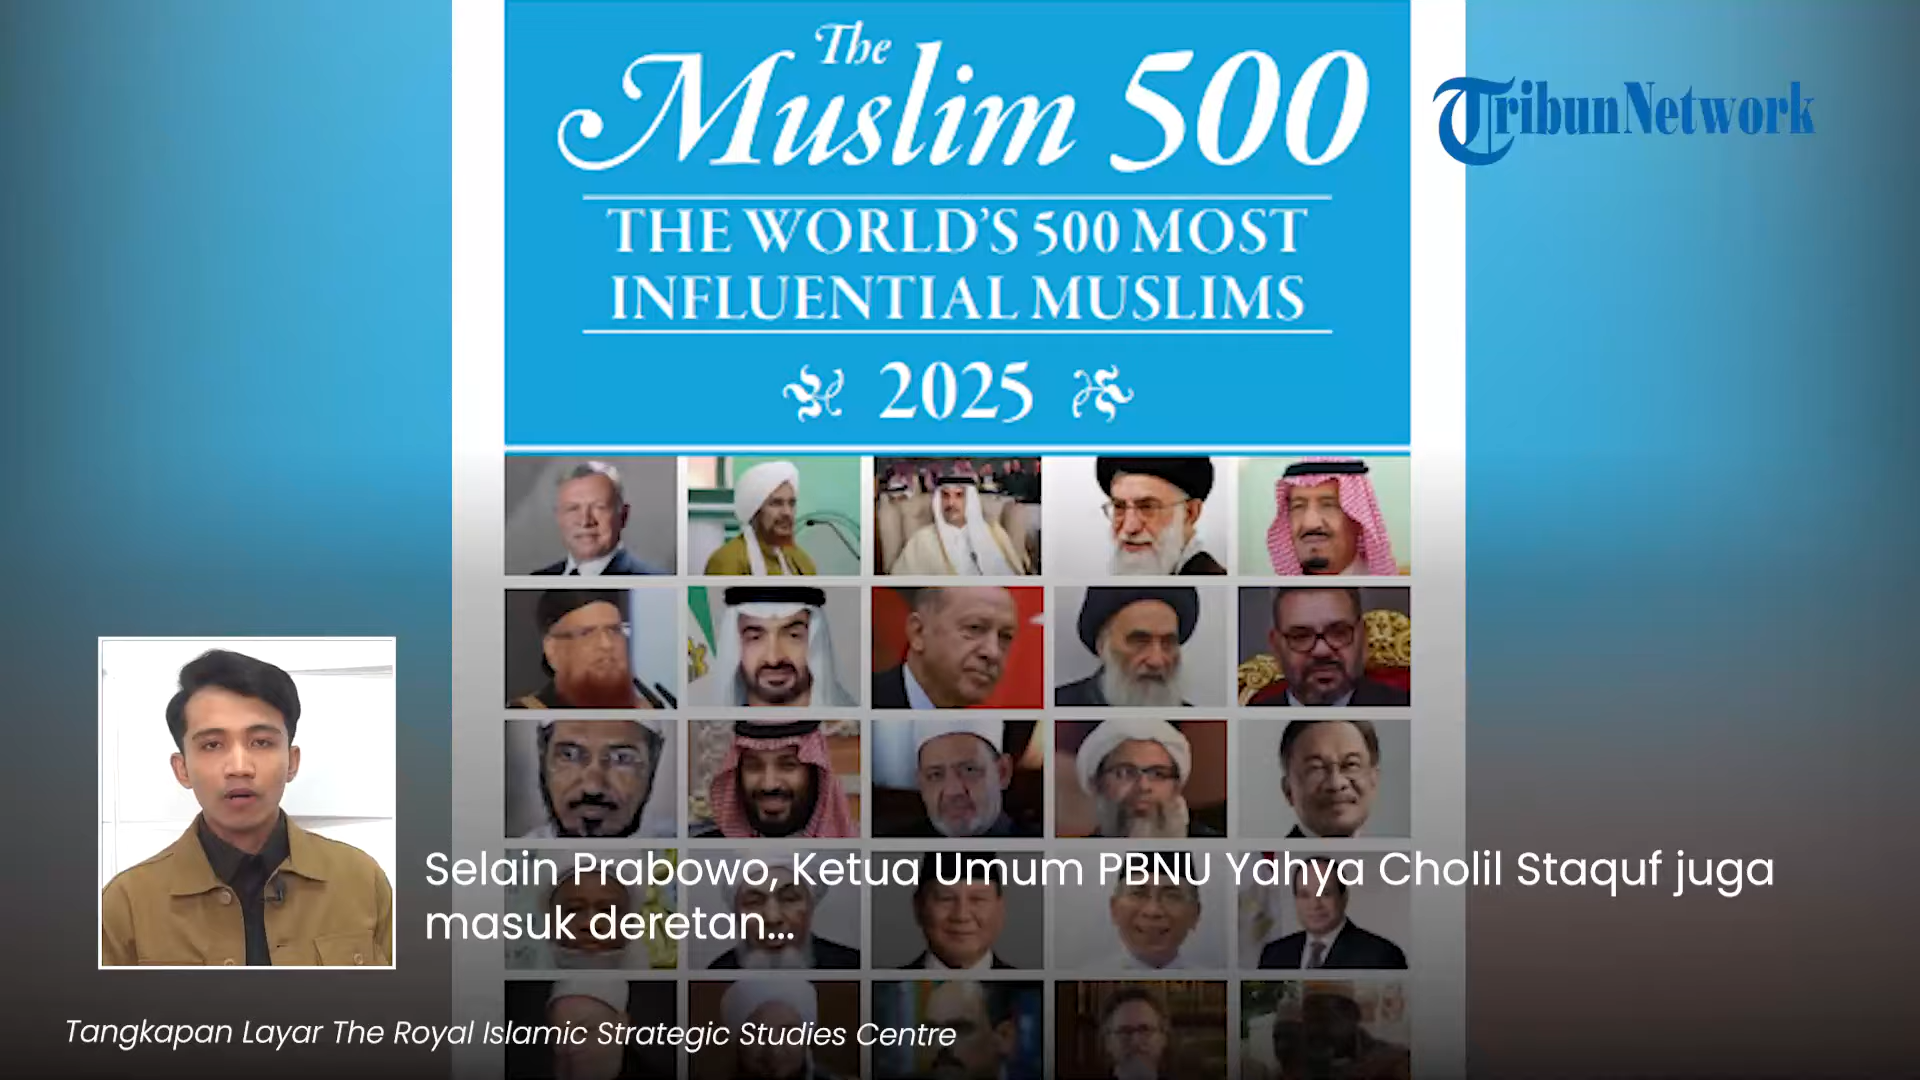 The
Muslim 500
THE WORLD'S 500 MOST
INFLUENTIAL MUSLIMS
2025
TribunNetwork
Selain Prabowo, Ketua Umum PBNU Yahya Cholil Staquf juga
masuk deretan...
Tangkapan Layar The Royal Islamic Strategic Studies Centre